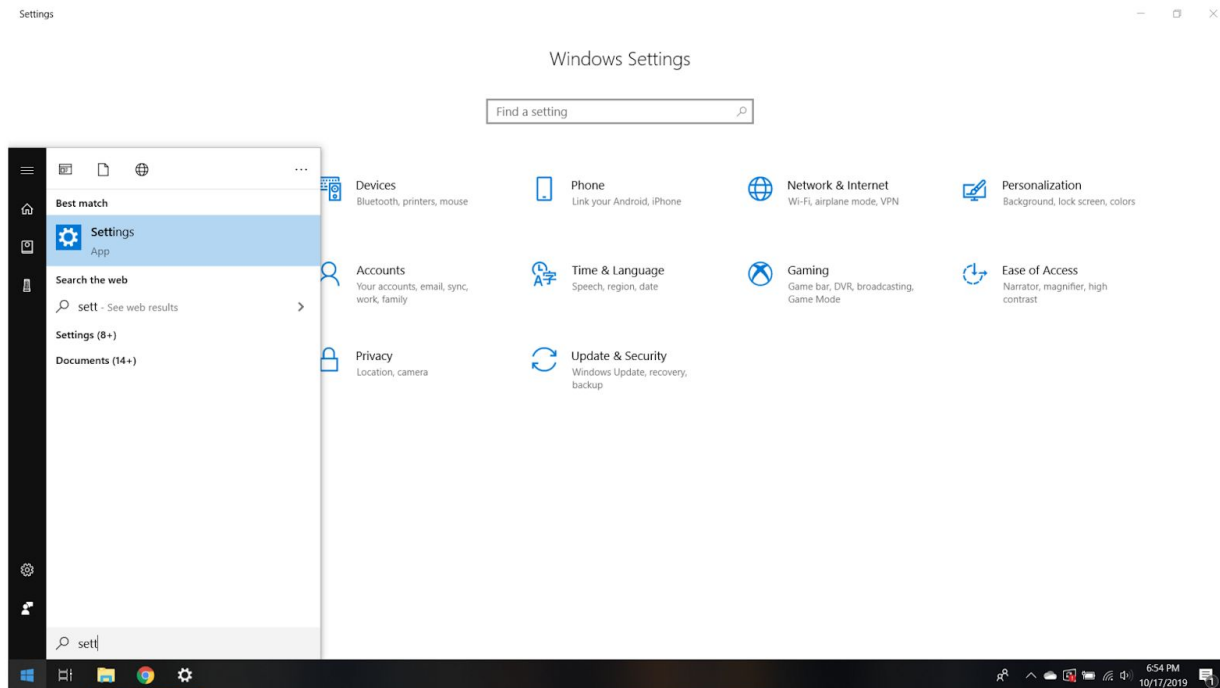 Settings
Windows Settings
Find a setting
Best match
Settings
App
Search the web
sett - See web results
Settings (8+)
Documents (14+)
sett
Devices
Bluetooth, printers, mouse
Phone
Link your Android, iPhone
Network & Internet
Wi-Fi, airplane mode, VPN
Personalization
Background, lock screen, colors
Accounts
Your accounts, email, sync,
work, family
Time & Language
Speech, region, date
Gaming
Game bar, DVR, broadcasting,
Game Mode
Ease of Access
Narrator, magnifier, high
contrast
Privacy
Location, camera
Update & Security
Windows Update, recovery,
backup
6:54 PM
10/17/2019
1